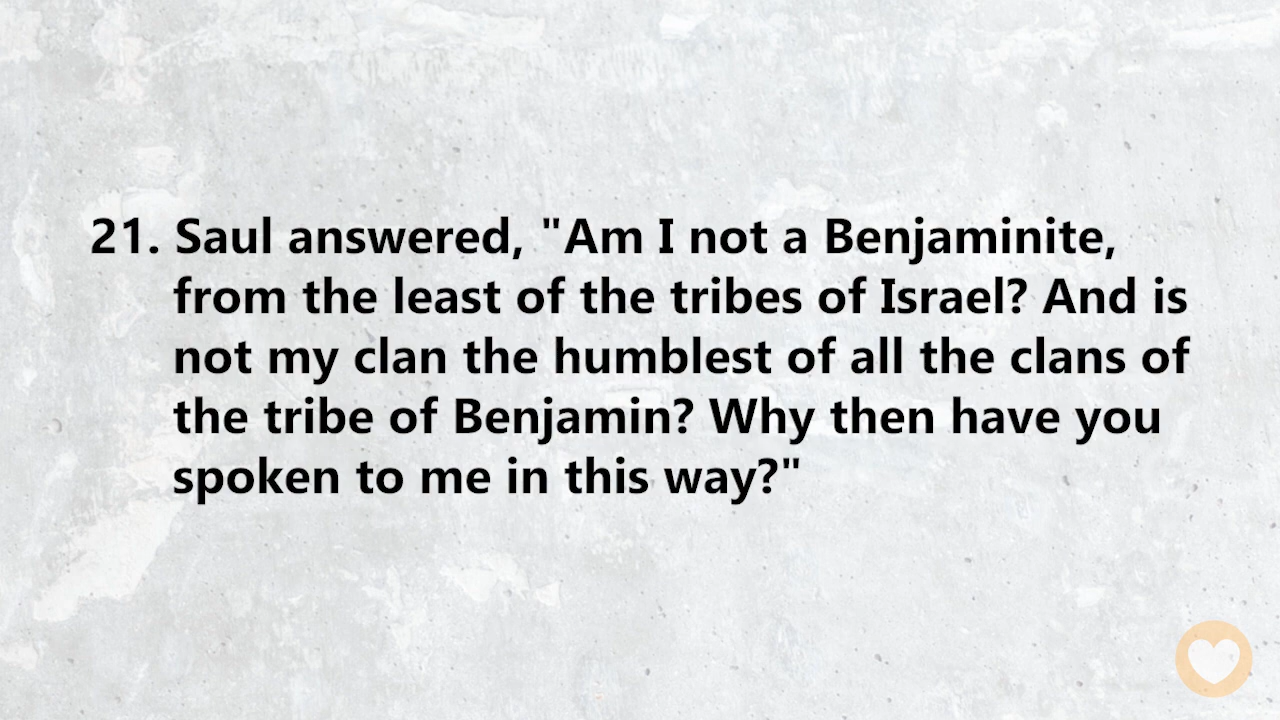 21. Saul answered, "Am I not a Benjaminite,
from the least of the tribes of Israel? And is
not my clan the humblest of all the clans of
the tribe of Benjamin? Why then have you
spoken to me in this way?"